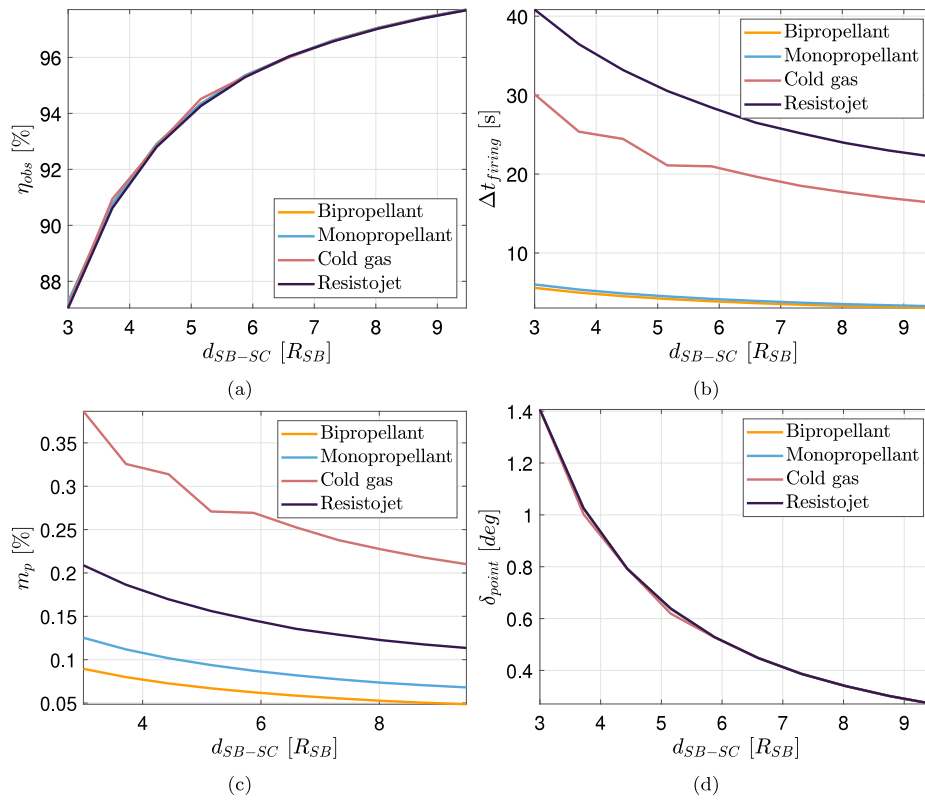 96
94
92
90
88
η_obs [%]
Bipropellant
Monopropellant
Cold gas
Resistojet
3 4 5 6 7 8 9
d_SB−SC [R_SB]
(a)
40
30
20
10
Δt_firing [s]
Bipropellant
Monopropellant
Cold gas
Resistojet
3 4 5 6 7 8 9
d_SB−SC [R_SB]
(b)
0.35
0.3
0.25
0.2
0.15
0.1
0.05
m_p [%]
Bipropellant
Monopropellant
Cold gas
Resistojet
4 6 8
d_SB−SC [R_SB]
(c)
1.4
1.2
1
0.8
0.6
0.4
δ_point [deg]
Bipropellant
Monopropellant
Cold gas
Resistojet
3 4 5 6 7 8 9
d_SB−SC [R_SB]
(d)